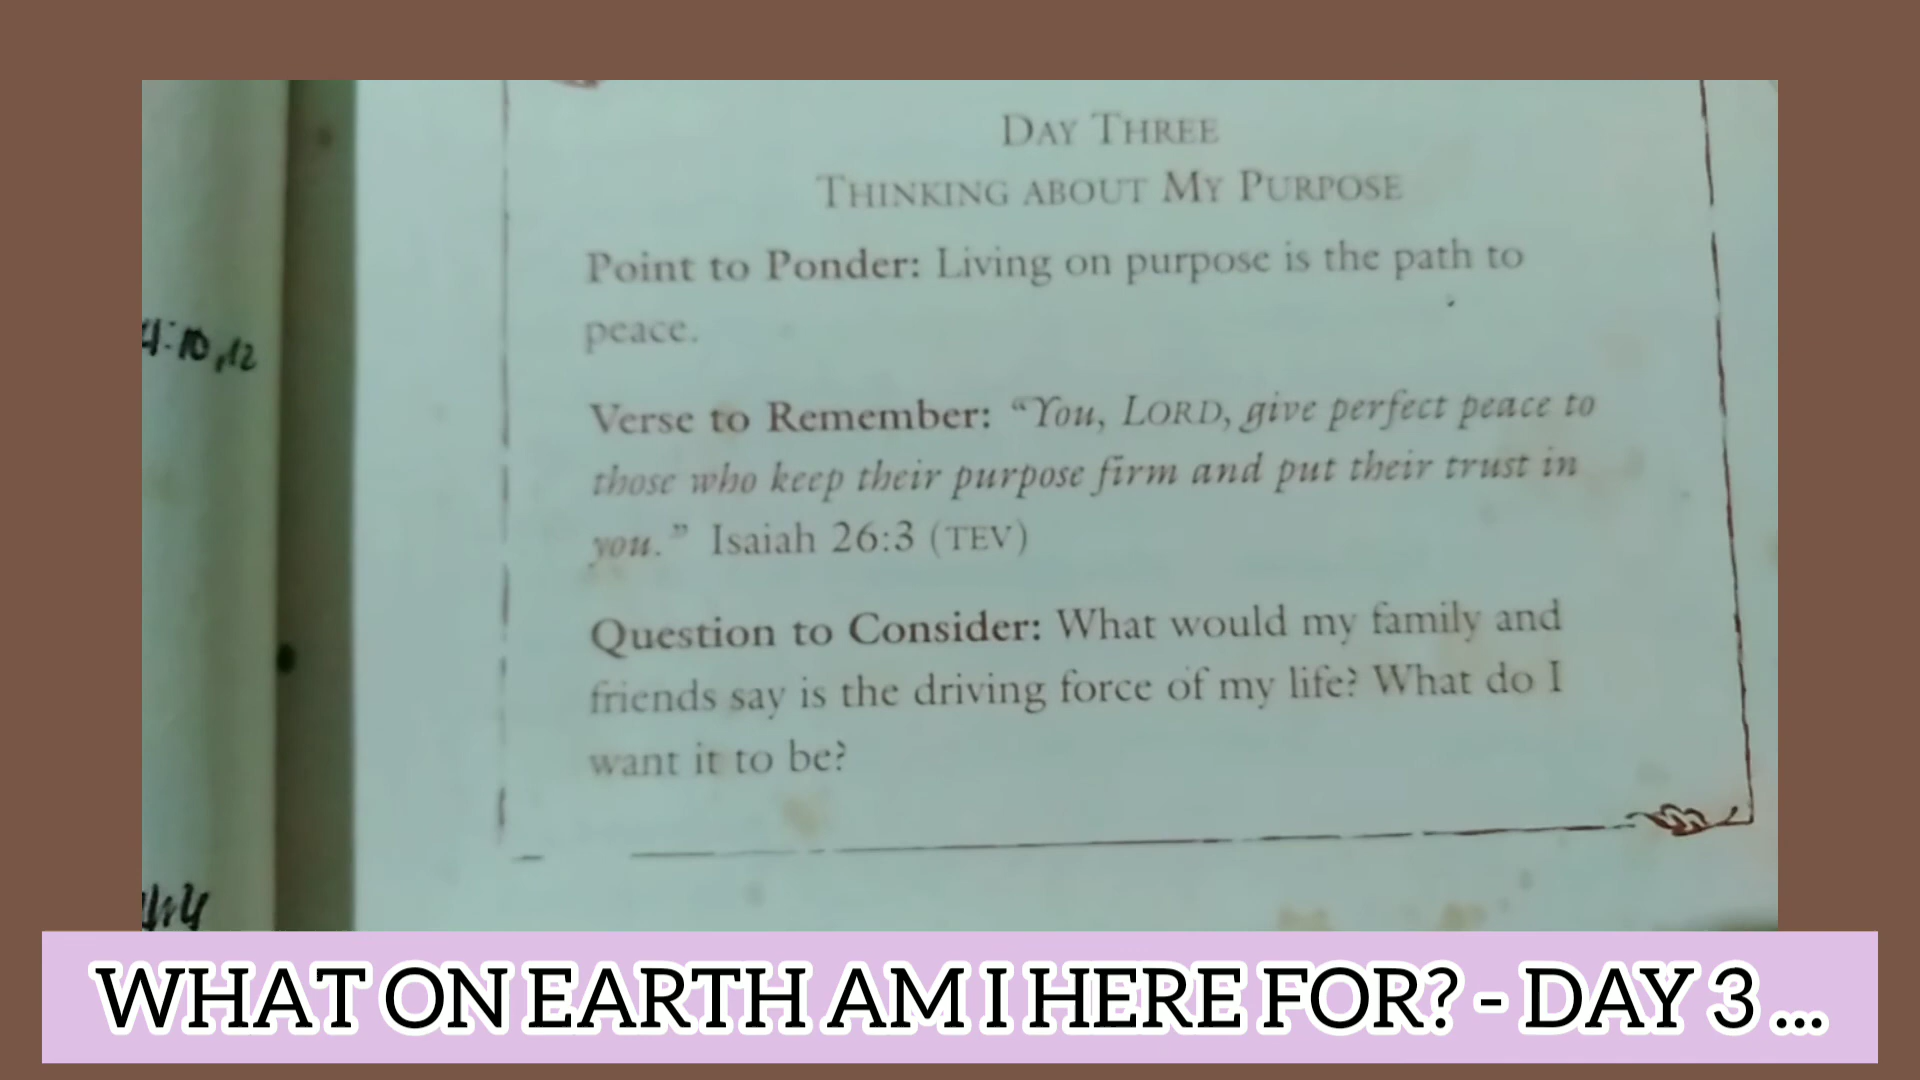 DAY THREE
THINKING ABOUT MY PURPOSE
Point to Ponder: Living on purpose is the path to
peace.
Verse to Remember: “You, LORD, give perfect peace to
those who keep their purpose firm and put their trust in
you.” Isaiah 26:3 (TEV)
Question to Consider: What would my family and
friends say is the driving force of my life? What do I
want it to be?
4:10,12
WHAT ON EARTH AM I HERE FOR? - DAY 3 ...